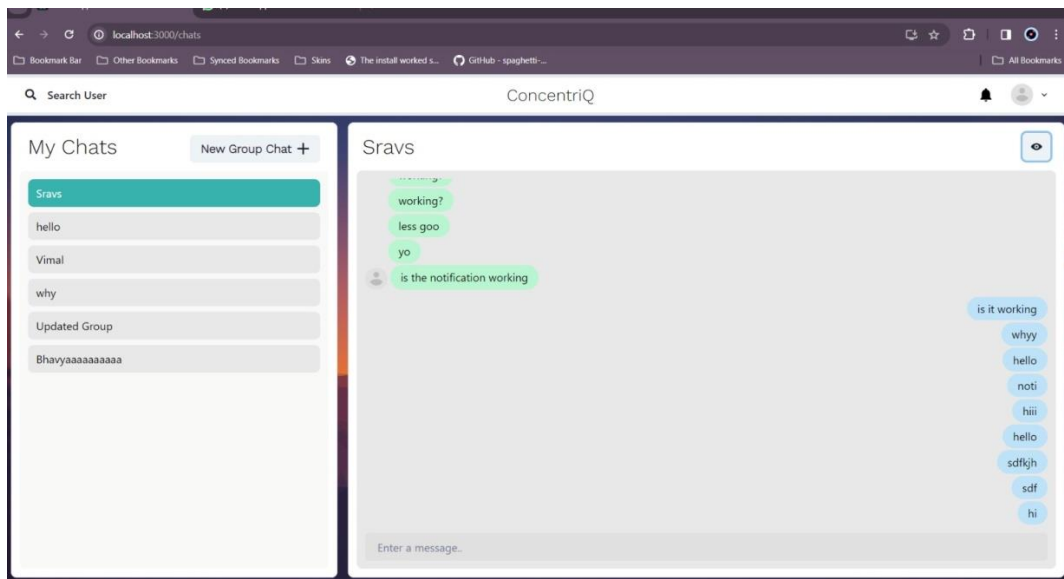 localhost:3000/chats
Bookmark Bar Other Bookmarks Synced Bookmarks Skins The install worked s... GitHub - spaghetti-... All Bookmarks
Search User ConcentriQ
My Chats New Group Chat +
Sravs
hello
Vimal
why
Updated Group
Bhavyaaaaaaaaaa
Sravs
working?
less goo
yo
is the notification working
is it working
whyy
hello
noti
hiii
hello
sdfkjh
sdf
hi
Enter a message..